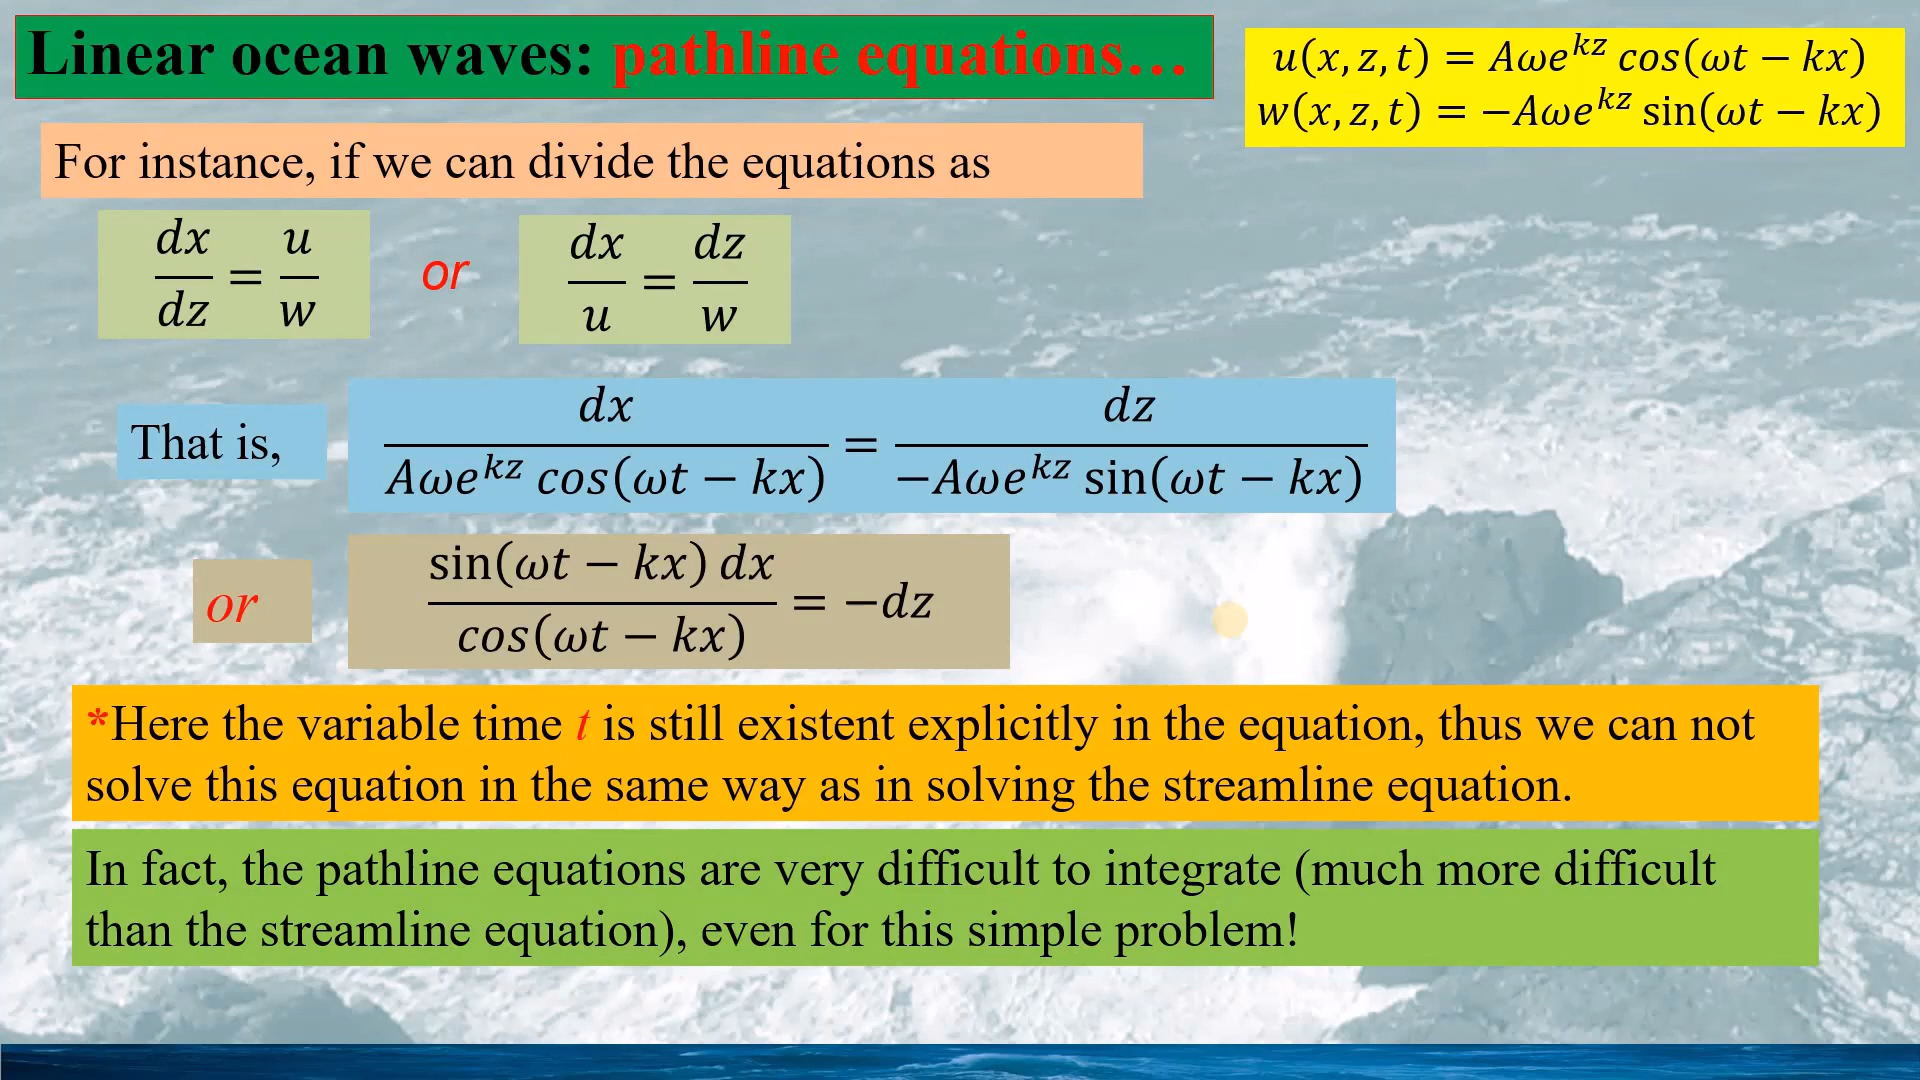 Linear ocean waves: pathline equations…
u(x, z, t) = Aωe^{kz} cos(ωt − kx)
w(x, z, t) = −Aωe^{kz} sin(ωt − kx)
For instance, if we can divide the equations as
dx/dz = u/w or dx/u = dz/w
That is, dx/(Aωe^{kz} cos(ωt − kx)) = dz/(−Aωe^{kz} sin(ωt − kx))
or sin(ωt − kx) dx/cos(ωt − kx) = −dz
*Here the variable time t is still existent explicitly in the equation, thus we can not
solve this equation in the same way as in solving the streamline equation.
In fact, the pathline equations are very difficult to integrate (much more difficult
than the streamline equation), even for this simple problem!